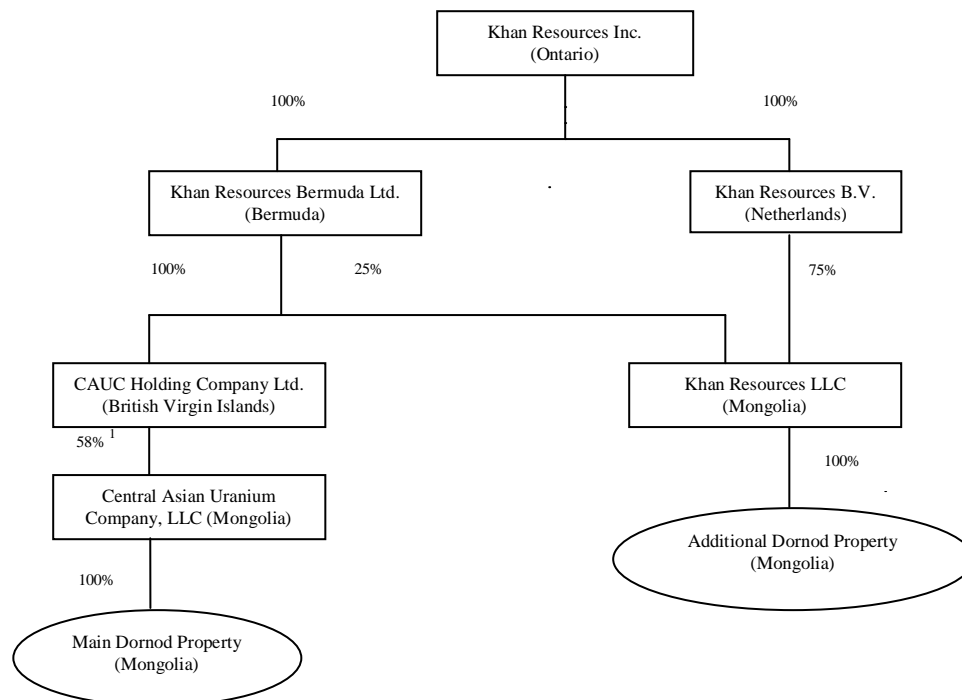 Khan Resources Inc.
(Ontario)
100%
100%
Khan Resources Bermuda Ltd.
(Bermuda)
Khan Resources B.V.
(Netherlands)
100%
25%
75%
CAUC Holding Company Ltd.
(British Virgin Islands)
Khan Resources LLC
(Mongolia)
58% 1
100%
Central Asian Uranium
Company, LLC (Mongolia)
Additional Dornod Property
(Mongolia)
100%
Main Dornod Property
(Mongolia)